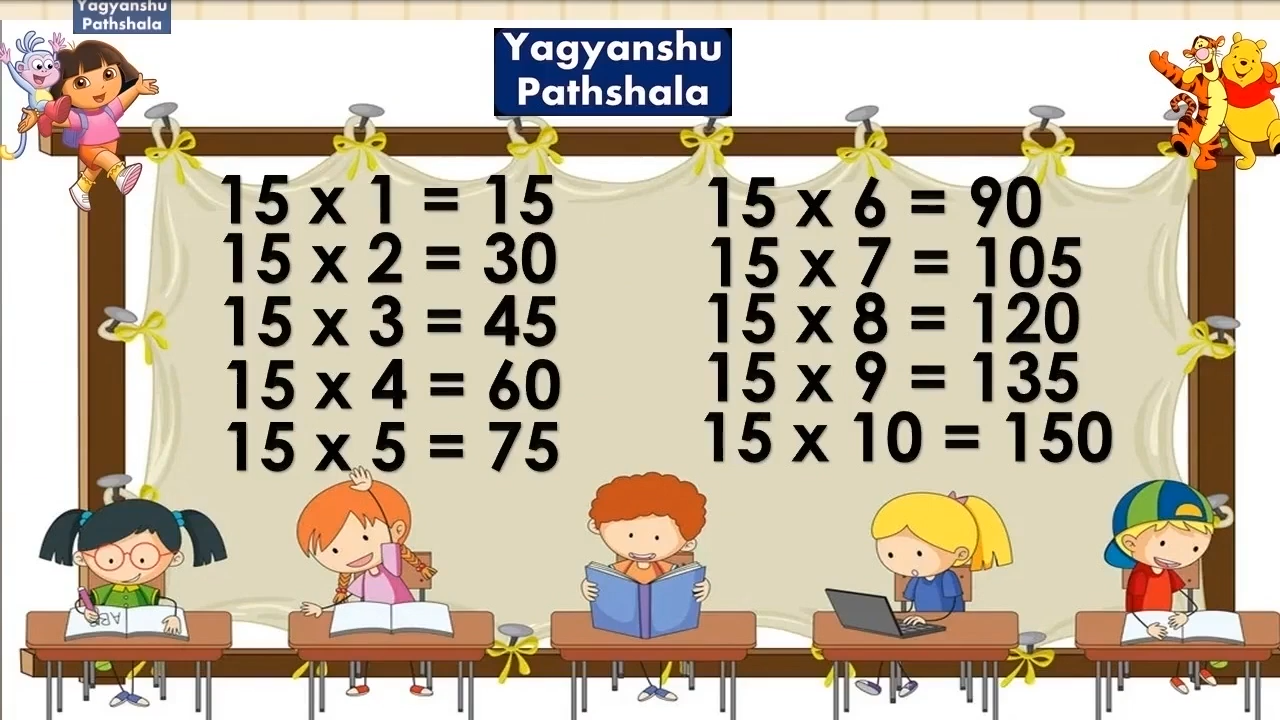 Yagyanshu
Pathshala
Yagyanshu
Pathshala
15 x 1 = 15
15 x 2 = 30
15 x 3 = 45
15 x 4 = 60
15 x 5 = 75
15 x 6 = 90
15 x 7 = 105
15 x 8 = 120
15 x 9 = 135
15 x 10 = 150